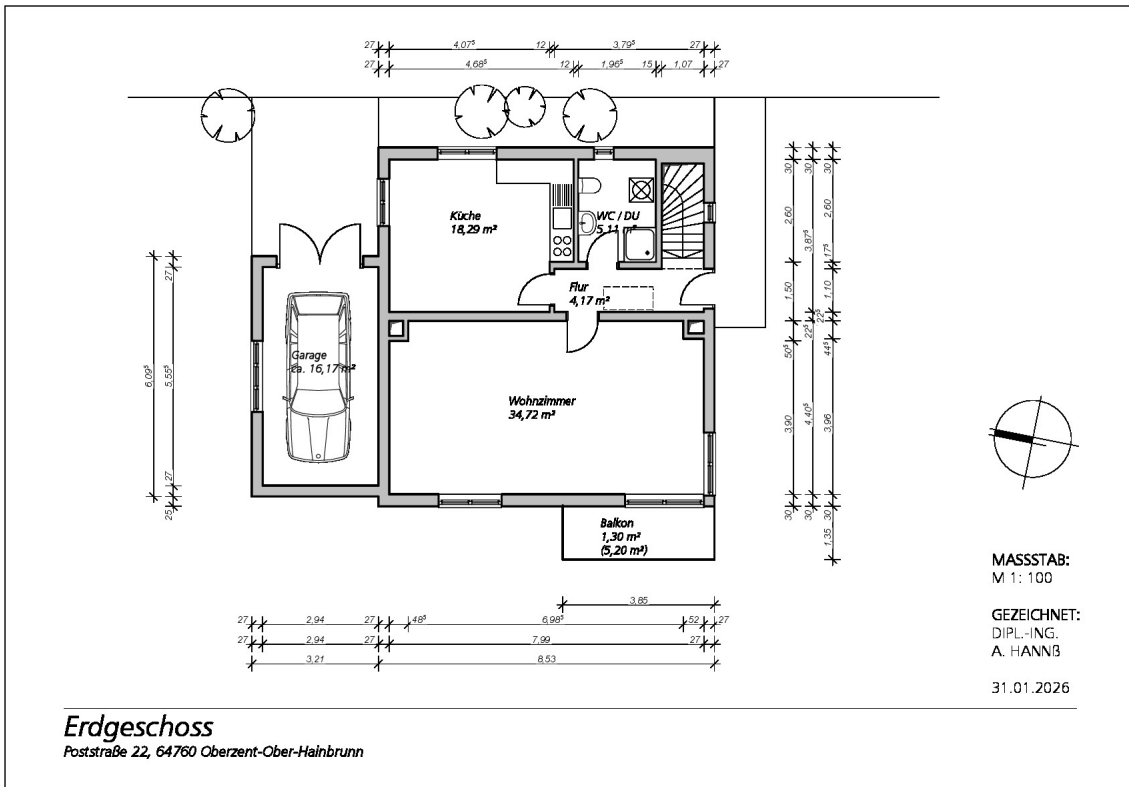 27 4,07⁵ 12 3,79⁵ 27
27 4,68⁵ 12 1,96⁵ 15 1,07 27
Küche
18,29 m²
WC / DU
5,11 m²
Flur
4,17 m²
Garage
ca. 16,17 m²
Wohnzimmer
34,72 m²
Balkon
1,30 m²
(5,20 m²)
6,09⁵
27 5,55⁵ 27 25
30 2,60 1,50 50⁵ 3,90 30
30 3,87⁵ 22⁵ 4,40⁵ 30
30 2,60 17⁵ 1,10 22⁵ 44⁵ 3,96 30 1,35
3,85
27 2,94 27 48⁵ 6,98⁵ 52 27
27 2,94 27 7,99 27
3,21 8,53
MASSSTAB:
M 1: 100
GEZEICHNET:
DIPL.-ING.
A. HANNß
31.01.2026
Erdgeschoss
Poststraße 22, 64760 Oberzent-Ober-Hainbrunn